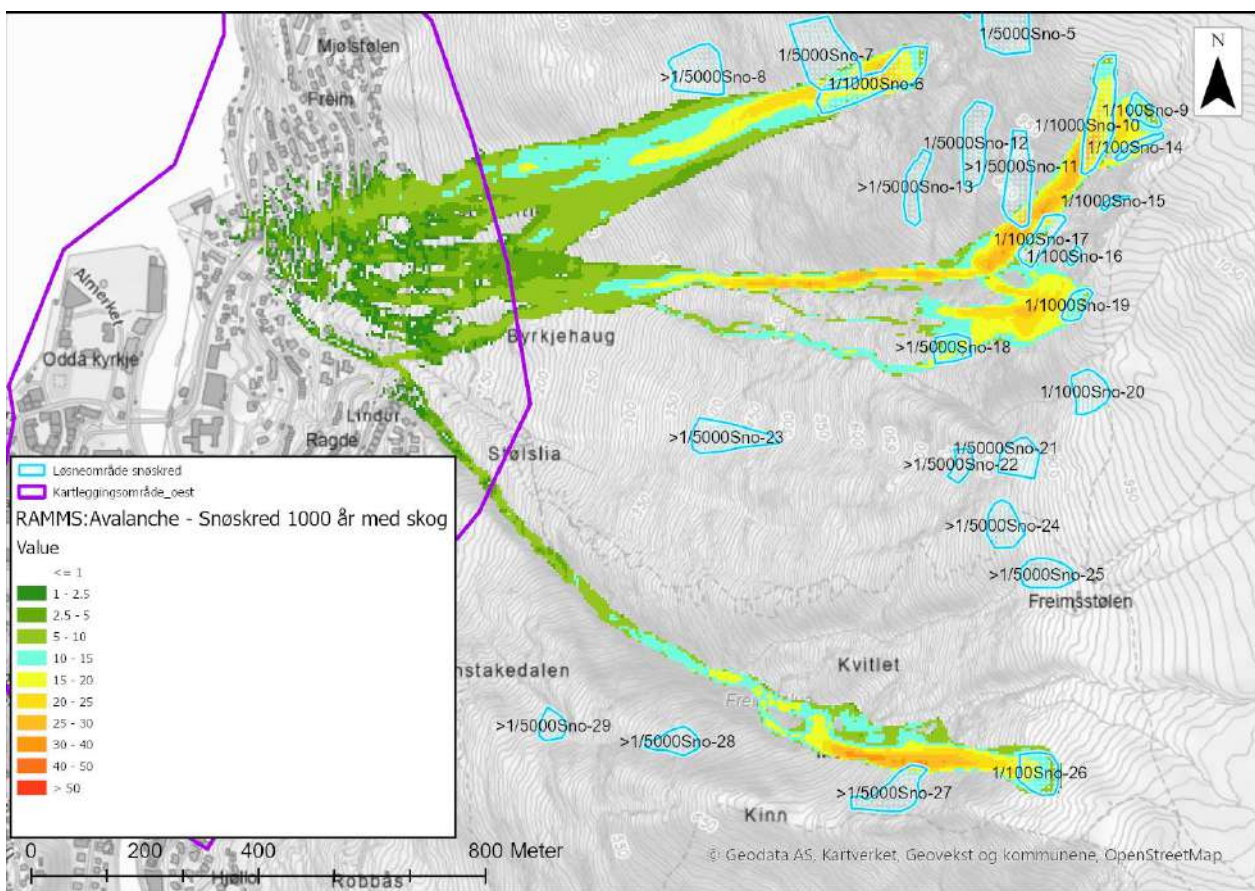 Mjølstølen
Freim
1/5000Sno-5
1/5000Sno-7
>1/5000Sno-8
1/1000Sno-6
N
1/100Sno-9
1/1000Sno-10
1/5000Sno-12
1/100Sno-14
>1/5000Sno-11
>1/5000Sno-13
1/1000Sno-15
1/100Sno-17
1/100Sno-16
Almerket
1/1000Sno-19
Byrkjehaug
>1/5000Sno-18
Odda kyrkje
1/1000Sno-20
Lindur
Ragde
>1/5000Sno-23
Stølslia
1/5000Sno-21
>1/5000Sno-22
Løsneområde snøskred
Kartleggingsområde_oest
RAMMS:Avalanche - Snøskred 1000 år med skog
Value
<= 1
1 - 2.5
2.5 - 5
5 - 10
10 - 15
15 - 20
20 - 25
25 - 30
30 - 40
40 - 50
> 50
>1/5000Sno-24
>1/5000Sno-25
Freimsstølen
nstakedalen
Kvitlet
>1/5000Sno-29
>1/5000Sno-28
1/100Sno-26
>1/5000Sno-27
Kinn
0 200 400 800 Meter
© Geodata AS, Kartverket, Geovekst og kommunene, OpenStreetMap
Hjøllo
Robbås